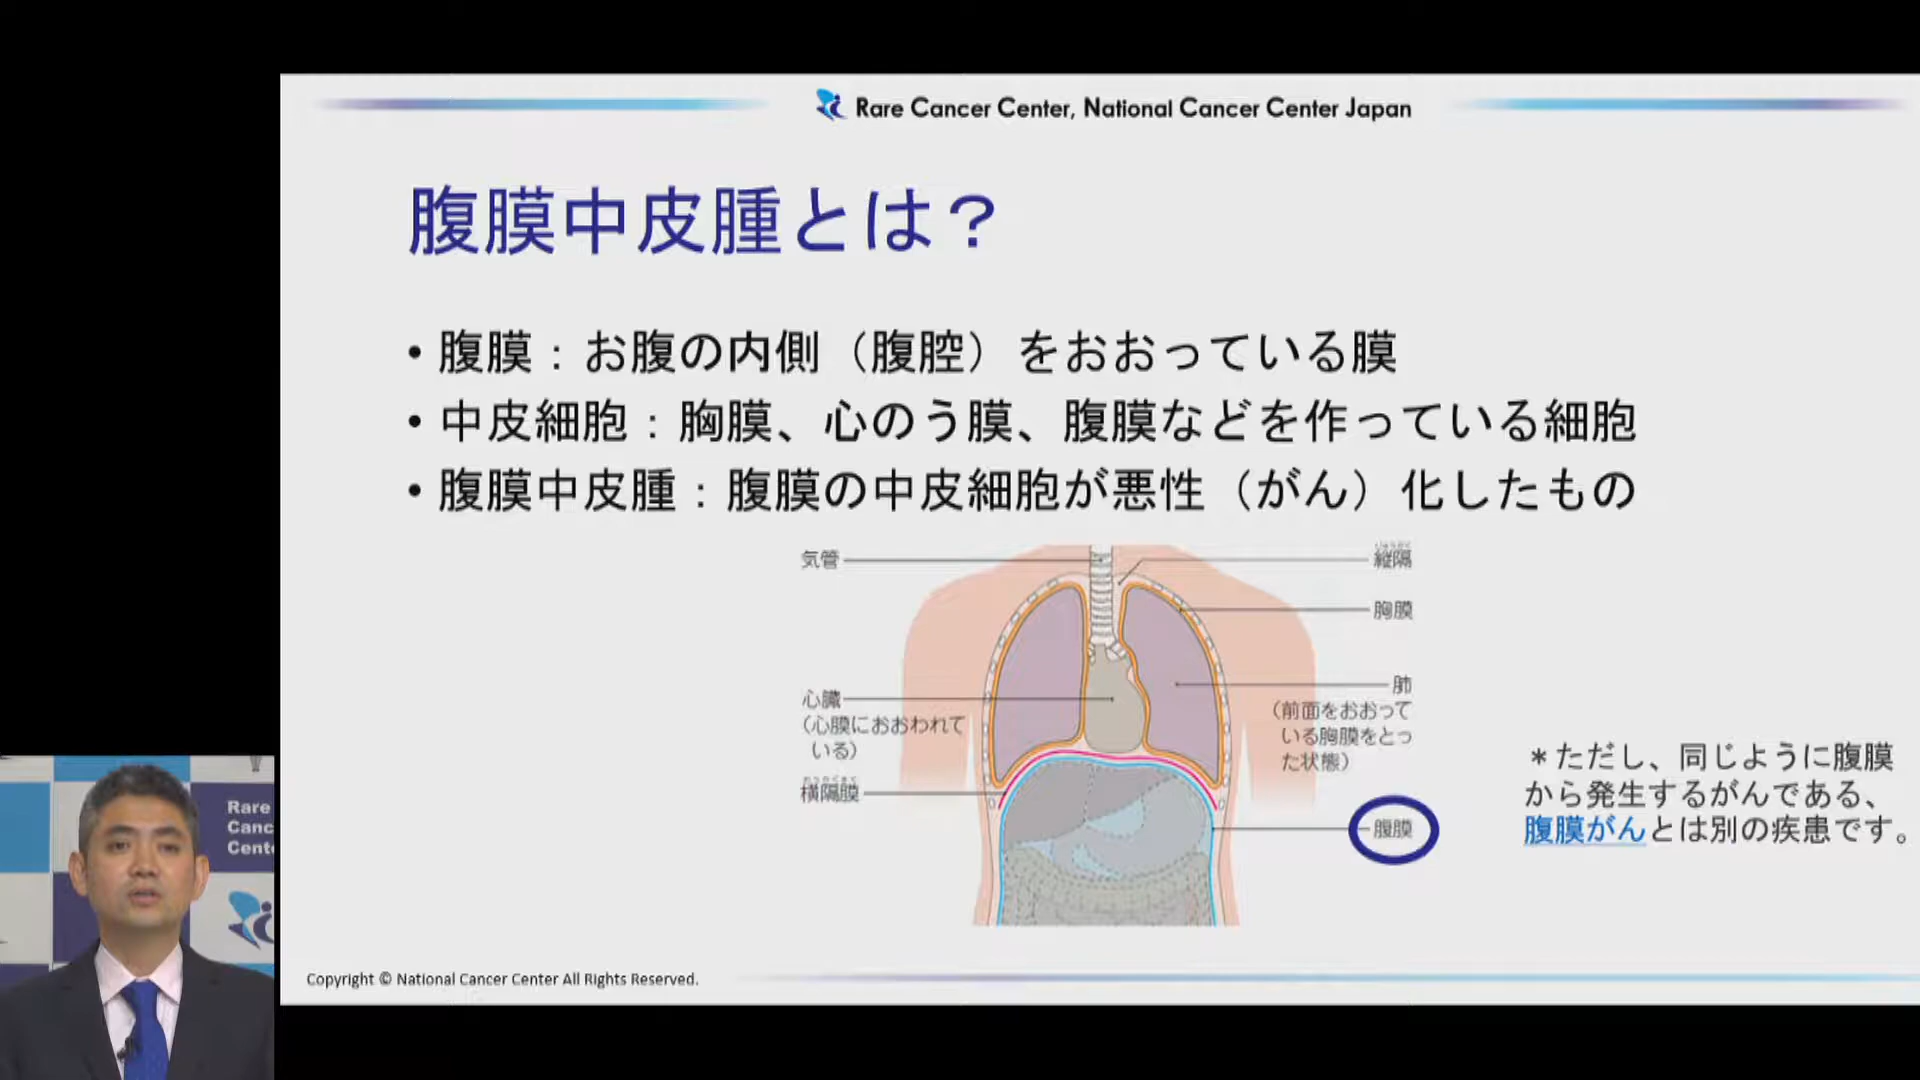 Rare Cancer Center, National Cancer Center Japan
腹膜中皮腫とは？
• 腹膜：お腹の内側（腹腔）をおおっている膜
• 中皮細胞：胸膜、心のう膜、腹膜などを作っている細胞
• 腹膜中皮腫：腹膜の中皮細胞が悪性（がん）化したもの
気管
縦隔
胸膜
心臓
（心膜におおわれて
いる）
肺
（前面をおおって
いる胸膜をとっ
た状態）
横隔膜
腹膜
＊ただし、同じように腹膜
から発生するがんである、
腹膜がんとは別の疾患です。
Rare
Canc
Cente
Copyright © National Cancer Center All Rights Reserved.